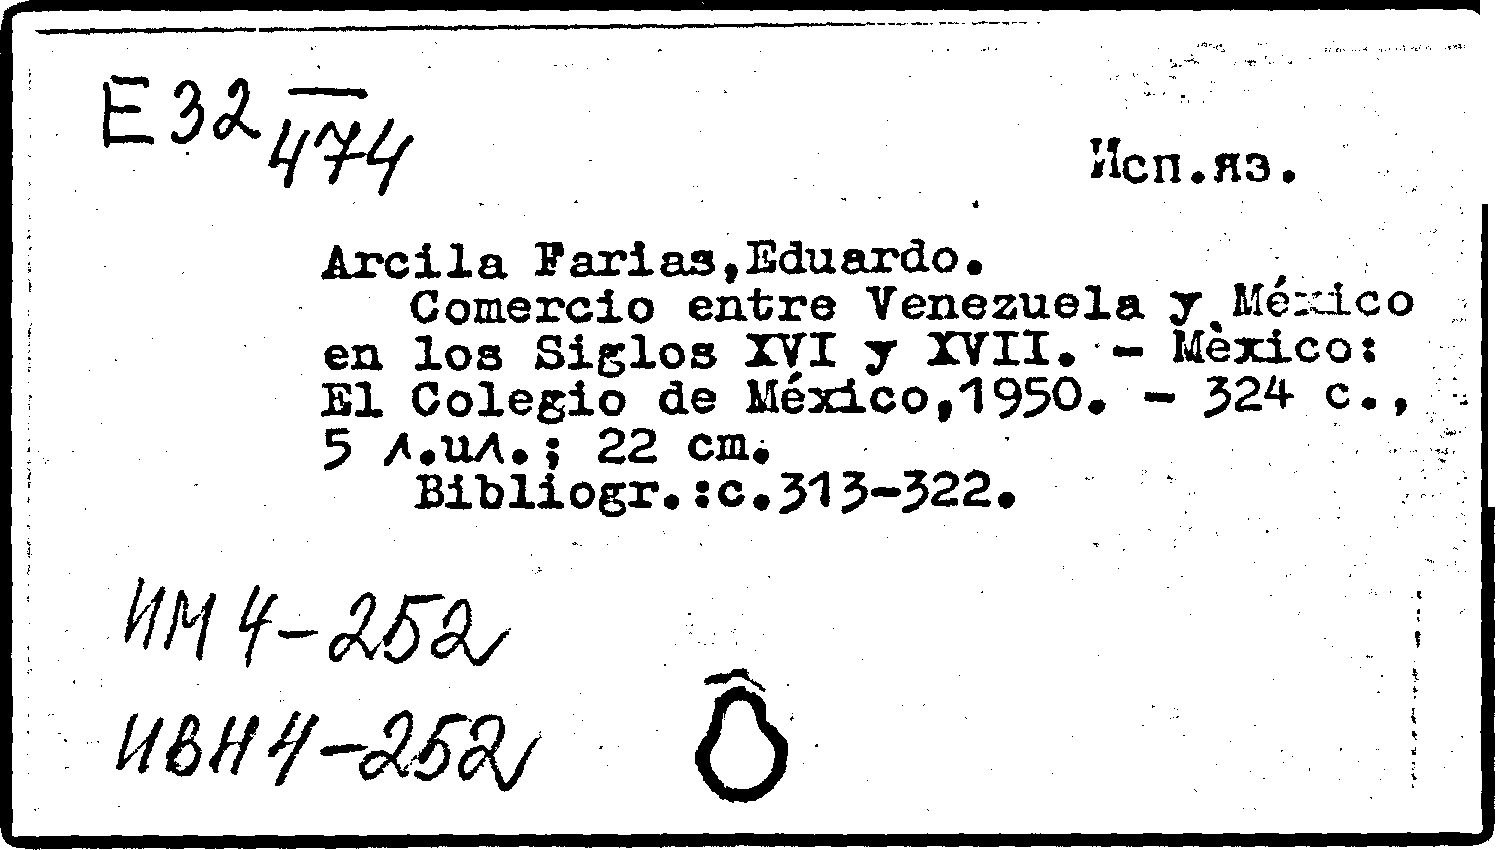 E32 —
474
Исп.яз.
Arcila Farias,Eduardo.
Comercio entre Venezuela y México
en los Siglos XVI y XVII. - Mèxico:
El Colegio de México,1950. - 324 c.,
5 л.ил.; 22 cm.
Bibliogr.:c.313-322.
ИМ 4-252
ИВН 4-252